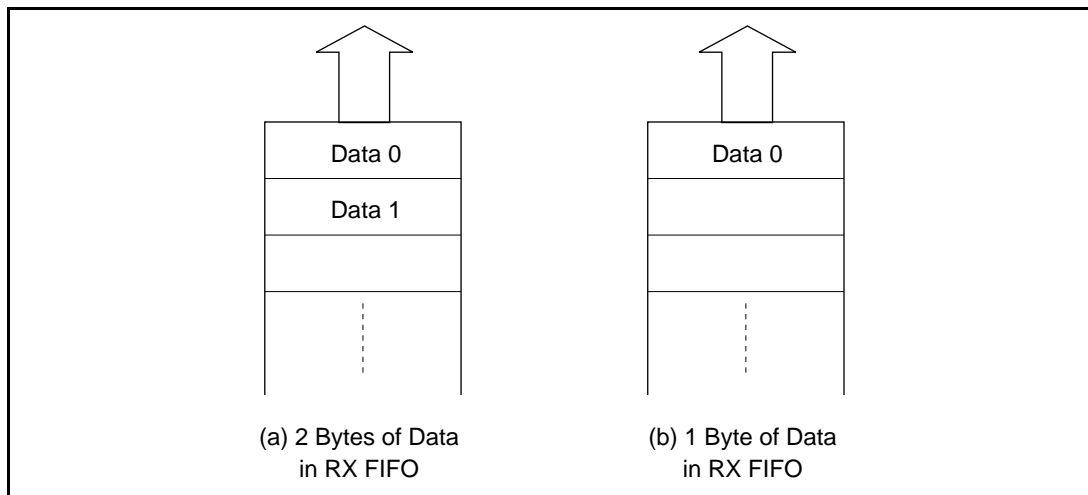 Data 0
Data 1
(a) 2 Bytes of Data
in RX FIFO
Data 0
(b) 1 Byte of Data
in RX FIFO